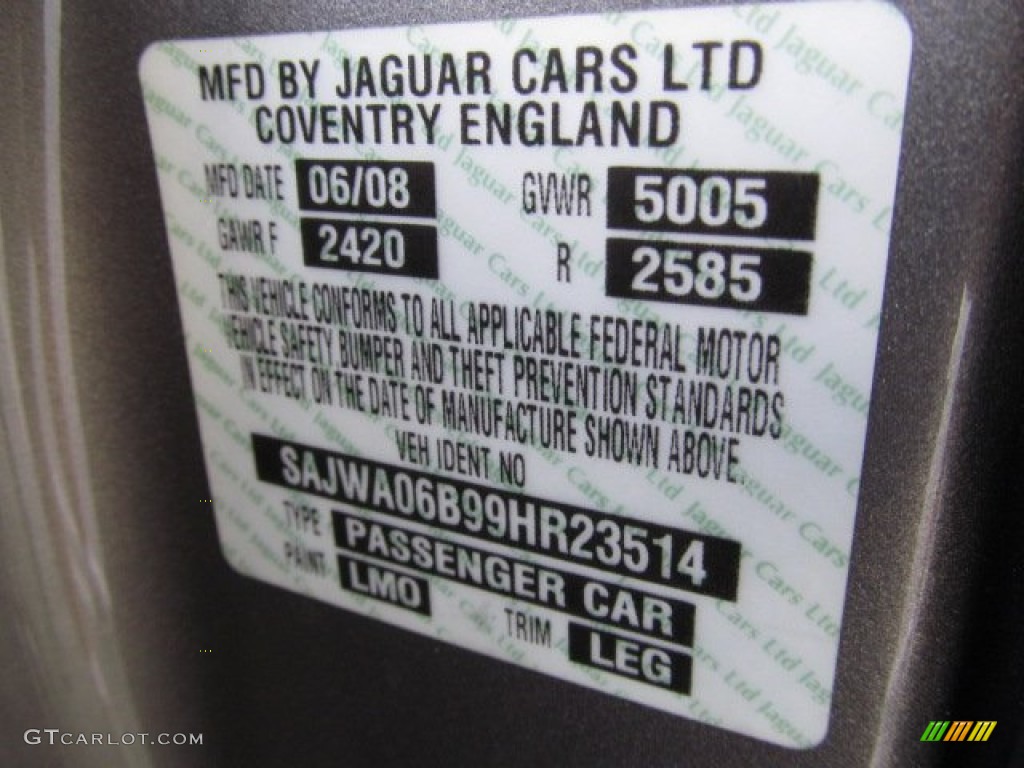 MFD BY JAGUAR CARS LTD
COVENTRY ENGLAND
MFD DATE 06/08 GVWR 5005
GAWR F 2420 R 2585
THIS VEHICLE CONFORMS TO ALL APPLICABLE FEDERAL MOTOR
VEHICLE SAFETY BUMPER AND THEFT PREVENTION STANDARDS
IN EFFECT ON THE DATE OF MANUFACTURE SHOWN ABOVE.
VEH IDENT NO
SAJWA06B99HR23514
TYPE PASSENGER CAR
PAINT LMO TRIM LEG
GTCARLOT.COM